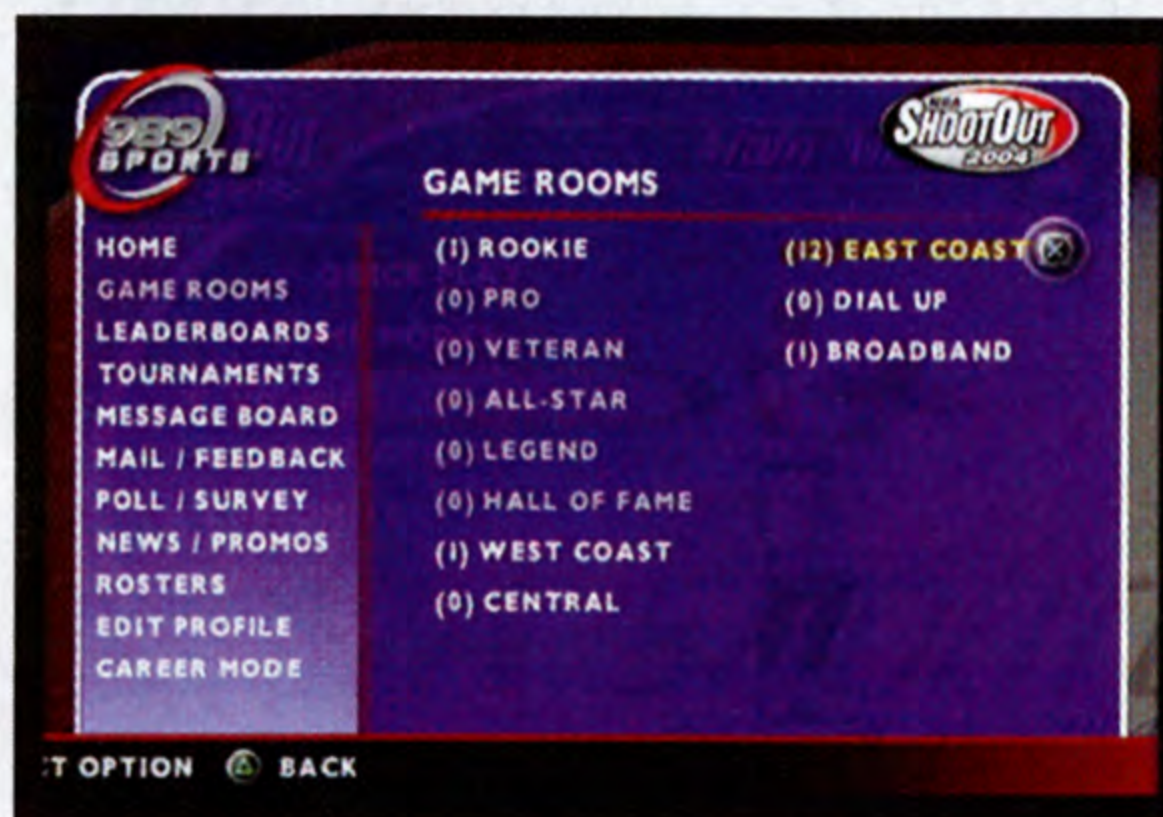 989
SPORTS
NBA
SHOOTOUT
2004
GAME ROOMS
HOME
GAME ROOMS
LEADERBOARDS
TOURNAMENTS
MESSAGE BOARD
MAIL / FEEDBACK
POLL / SURVEY
NEWS / PROMOS
ROSTERS
EDIT PROFILE
CAREER MODE
(1) ROOKIE
(0) PRO
(0) VETERAN
(0) ALL-STAR
(0) LEGEND
(0) HALL OF FAME
(1) WEST COAST
(0) CENTRAL
(12) EAST COAST
(0) DIAL UP
(1) BROADBAND
T OPTION BACK